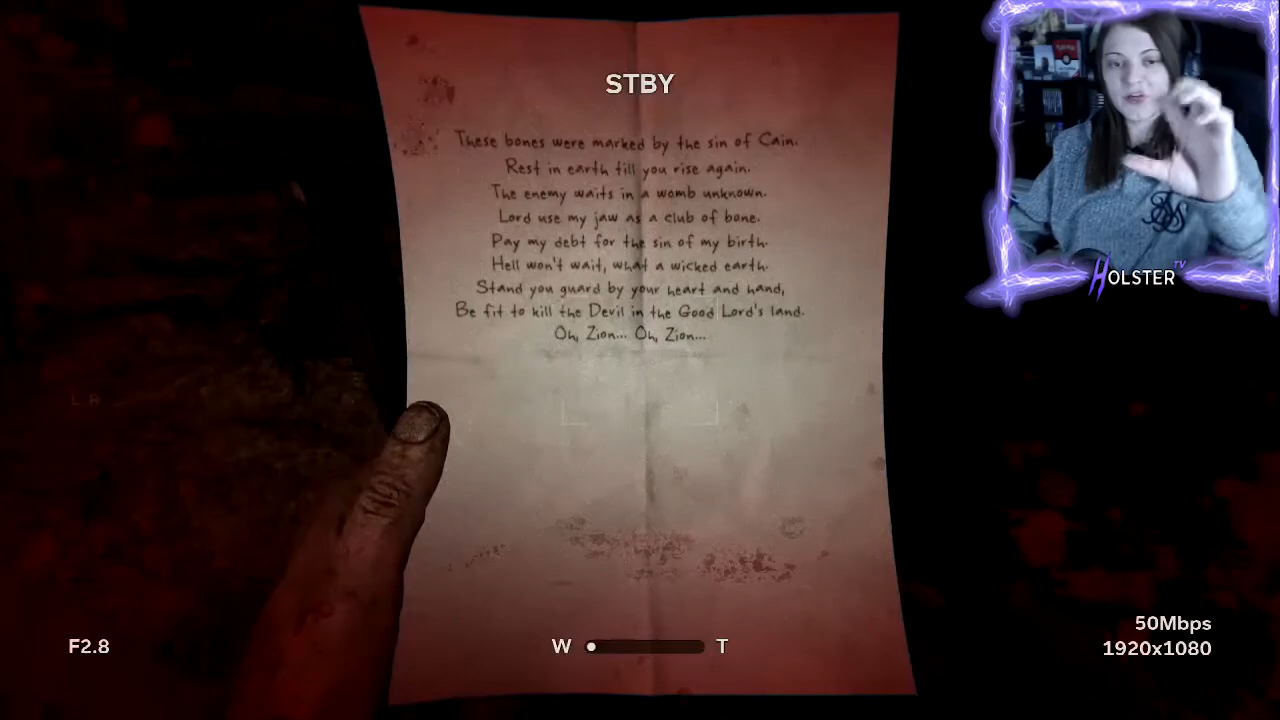 STBY
These bones were marked by the sin of Cain.
Rest in earth till you rise again.
The enemy waits in a womb unknown.
Lord use my jaw as a club of bone.
Pay my debt for the sin of my birth.
Hell won't wait, what a wicked earth.
Stand you guard by your heart and hand,
Be fit to kill the Devil in the Good Lord's land.
Oh, Zion... Oh, Zion...
HOLSTER TV
F2.8
W T
50Mbps
1920x1080